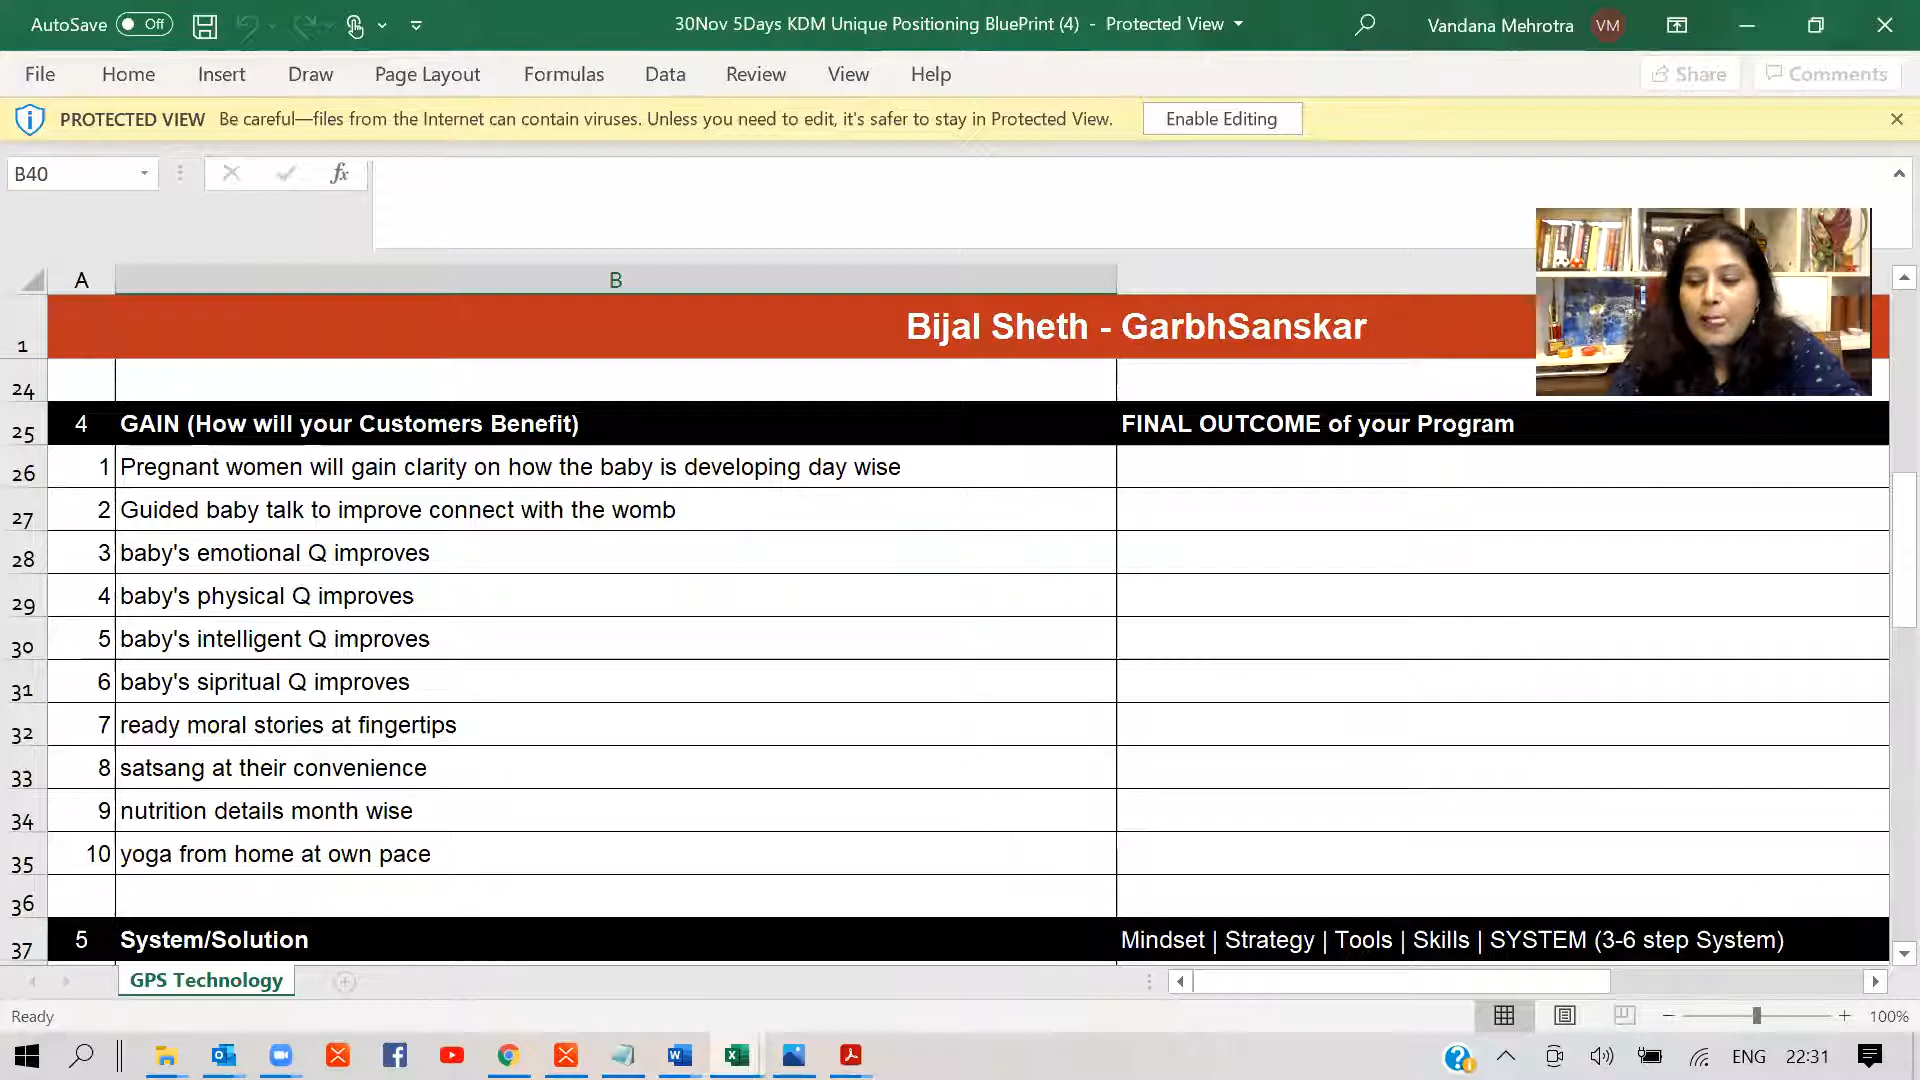 AutoSave Off 30Nov 5Days KDM Unique Positioning BluePrint (4) - Protected View Vandana Mehrotra VM
File Home Insert Draw Page Layout Formulas Data Review View Help Share Comments
PROTECTED VIEW Be careful—files from the Internet can contain viruses. Unless you need to edit, it's safer to stay in Protected View. Enable Editing
B40 fx
A B
1 Bijal Sheth - GarbhSanskar
24
25 4 GAIN (How will your Customers Benefit) FINAL OUTCOME of your Program
26 1 Pregnant women will gain clarity on how the baby is developing day wise
27 2 Guided baby talk to improve connect with the womb
28 3 baby's emotional Q improves
29 4 baby's physical Q improves
30 5 baby's intelligent Q improves
31 6 baby's sipritual Q improves
32 7 ready moral stories at fingertips
33 8 satsang at their convenience
34 9 nutrition details month wise
35 10 yoga from home at own pace
36
37 5 System/Solution Mindset | Strategy | Tools | Skills | SYSTEM (3-6 step System)
GPS Technology
Ready 100%
ENG 22:31